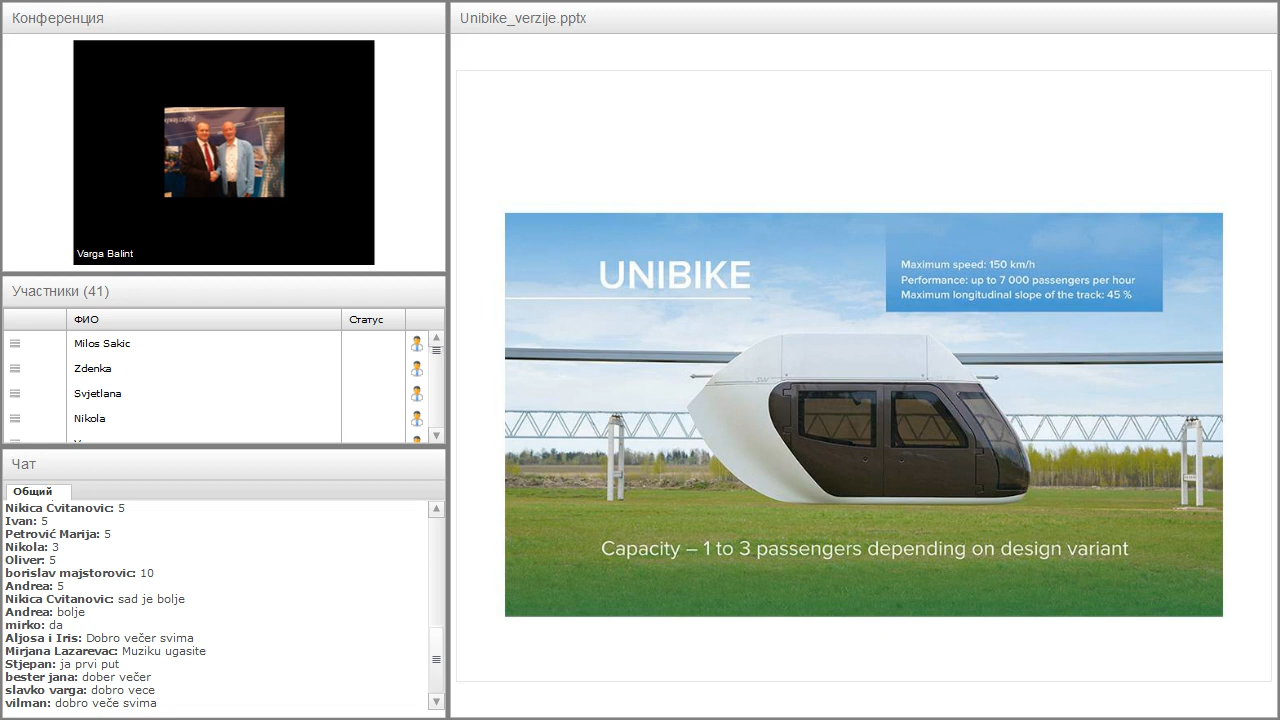 Конференция
skyway.capital
Varga Balint
Участники (41)
ФИО
Статус
Milos Sakic
Zdenka
Svjetlana
Nikola
Чат
Общий
Nikica Cvitanovic: 5
Ivan: 5
Petrović Marija: 5
Nikola: 3
Oliver: 5
borislav majstorovic: 10
Andrea: 5
Nikica Cvitanovic: sad je bolje
Andrea: bolje
mirko: da
Aljosa i Iris: Dobro večer svima
Mirjana Lazarevac: Muziku ugasite
Stjepan: ja prvi put
bester jana: dober večer
slavko varga: dobro vece
vilman: dobro veče svima
Unibike_verzije.pptx
UNIBIKE
Maximum speed: 150 km/h
Performance: up to 7 000 passengers per hour
Maximum longitudinal slope of the track: 45 %
Capacity – 1 to 3 passengers depending on design variant